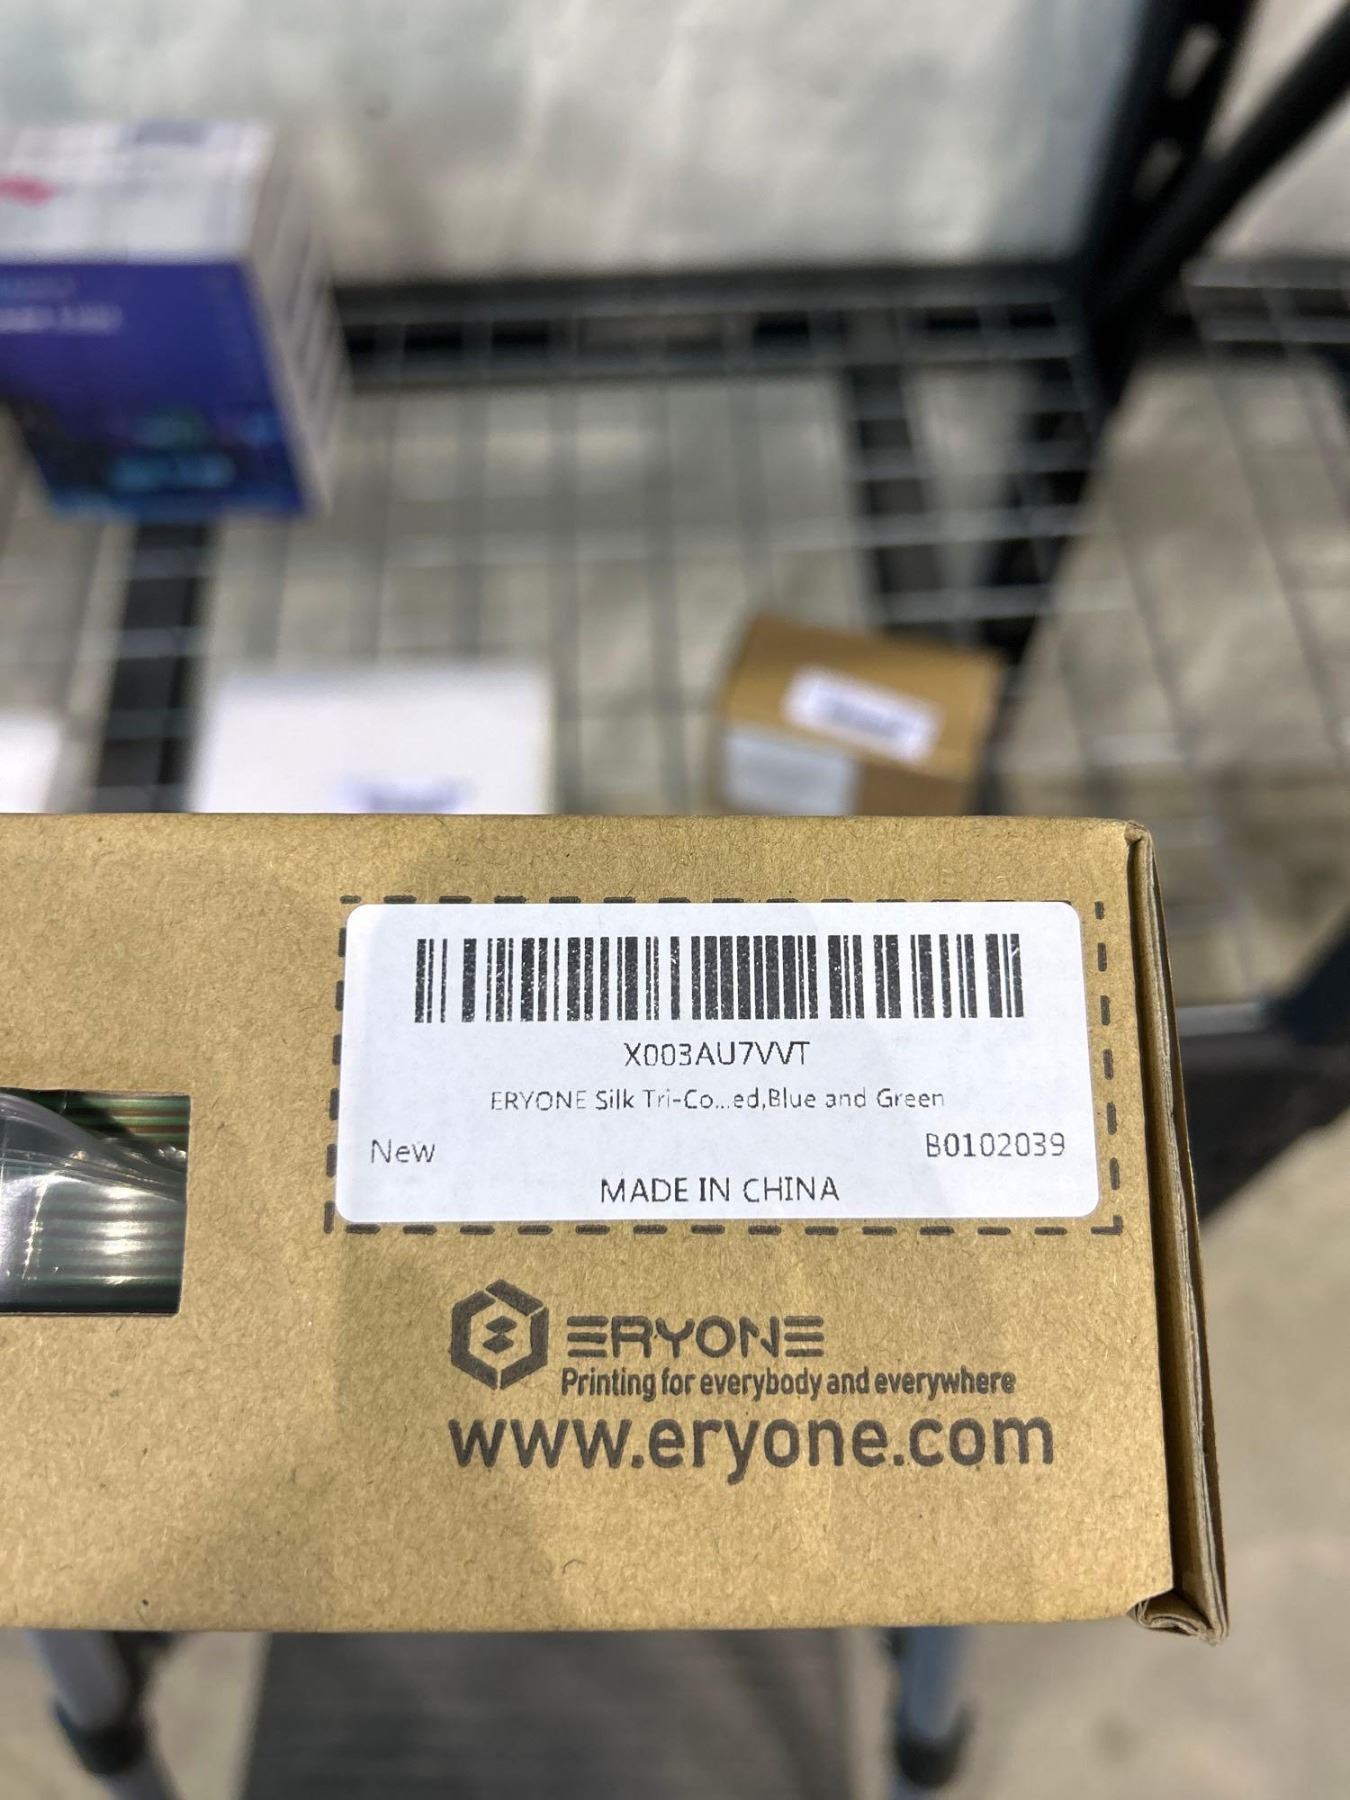 X003AU7VVT
ERYONE Silk Tri-Co...ed,Blue and Green
New
B0102039
MADE IN CHINA
ERYONE
Printing for everybody and everywhere
www.eryone.com